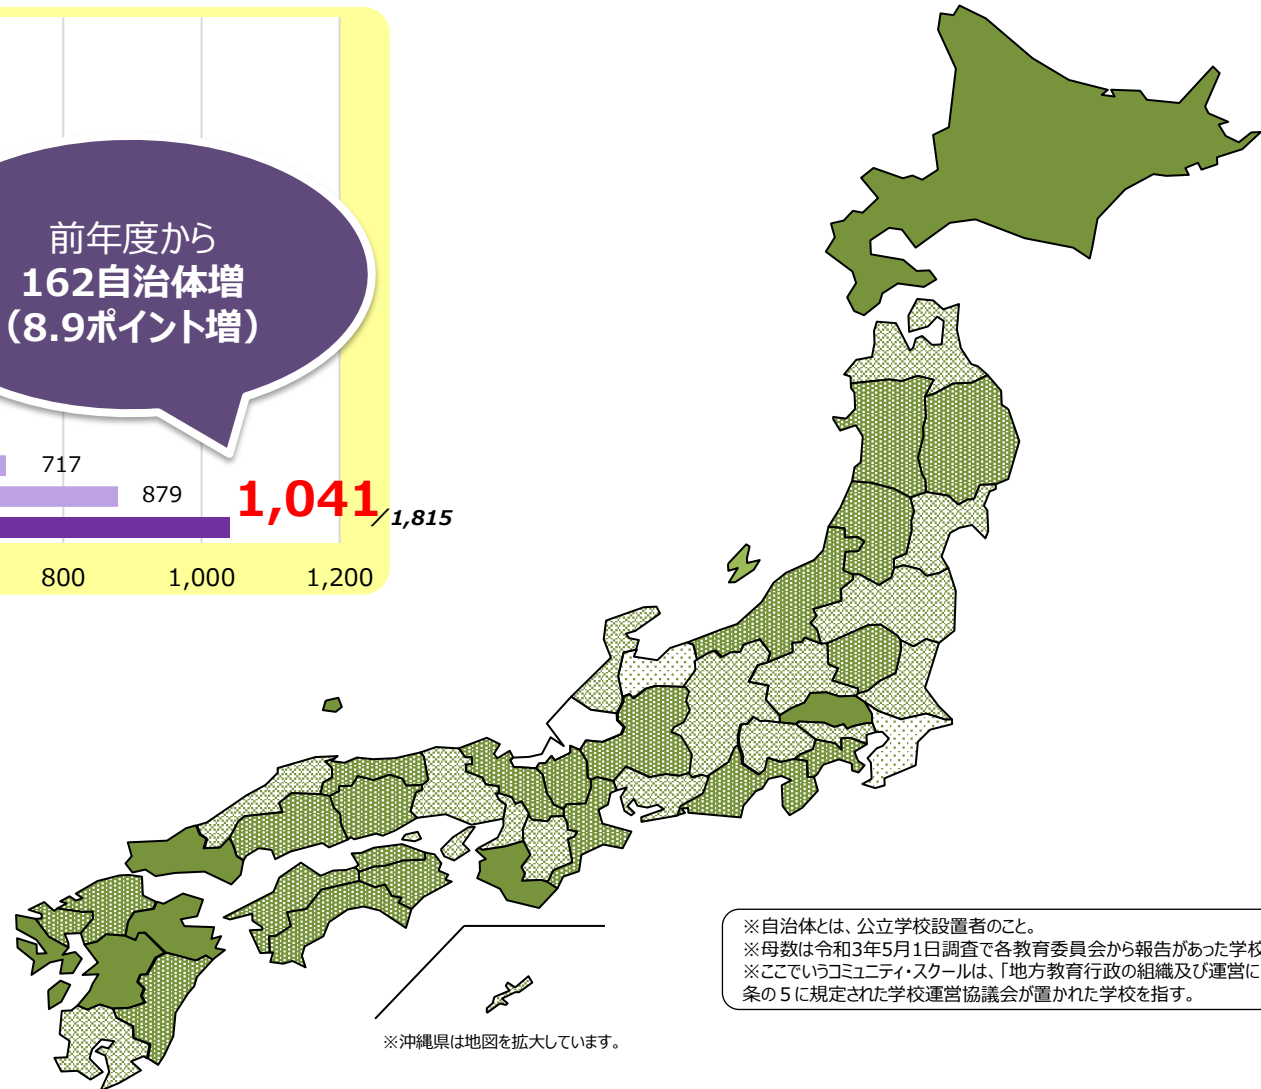 前年度から
162自治体増
（8.9ポイント増）
717
879
1,041/1,815
800 1,000 1,200
※自治体とは、公立学校設置者のこと。
※母数は令和3年5月1日調査で各教育委員会から報告があった学校
※ここでいうコミュニティ・スクールは、「地方教育行政の組織及び運営に
条の５に規定された学校運営協議会が置かれた学校を指す。
※沖縄県は地図を拡大しています。